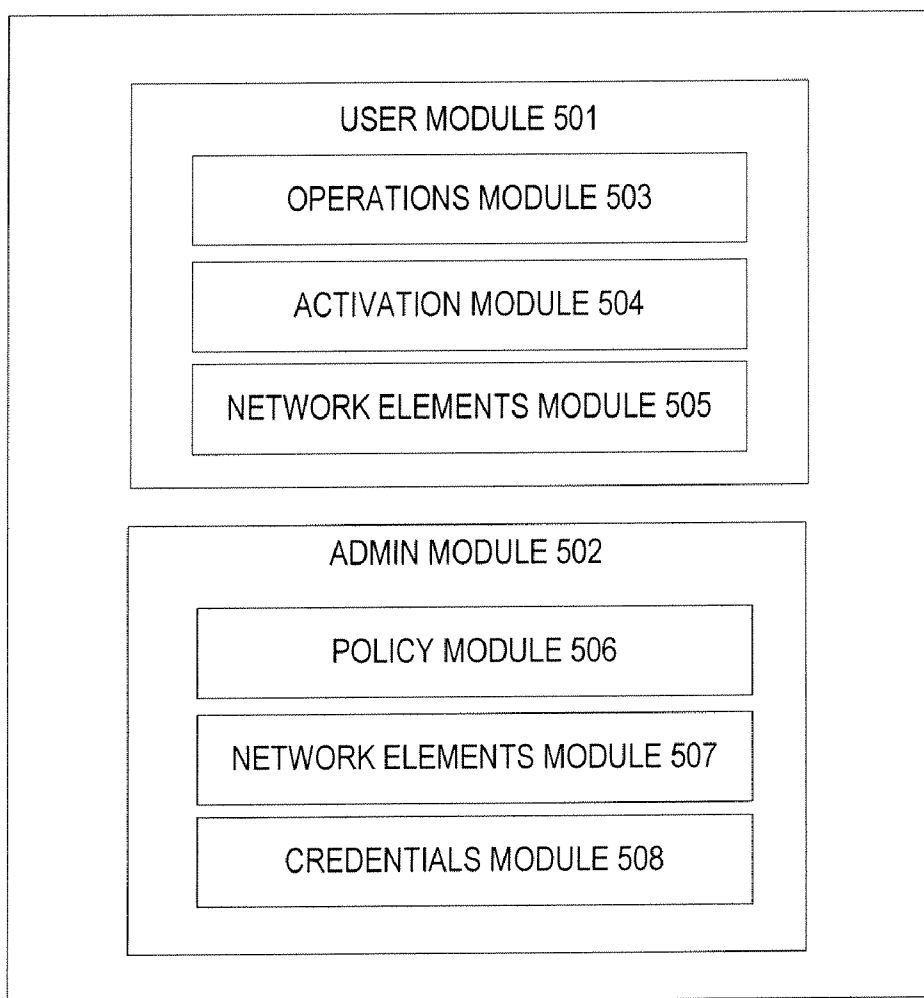 USER MODULE 501
OPERATIONS MODULE 503
ACTIVATION MODULE 504
NETWORK ELEMENTS MODULE 505
ADMIN MODULE 502
POLICY MODULE 506
NETWORK ELEMENTS MODULE 507
CREDENTIALS MODULE 508